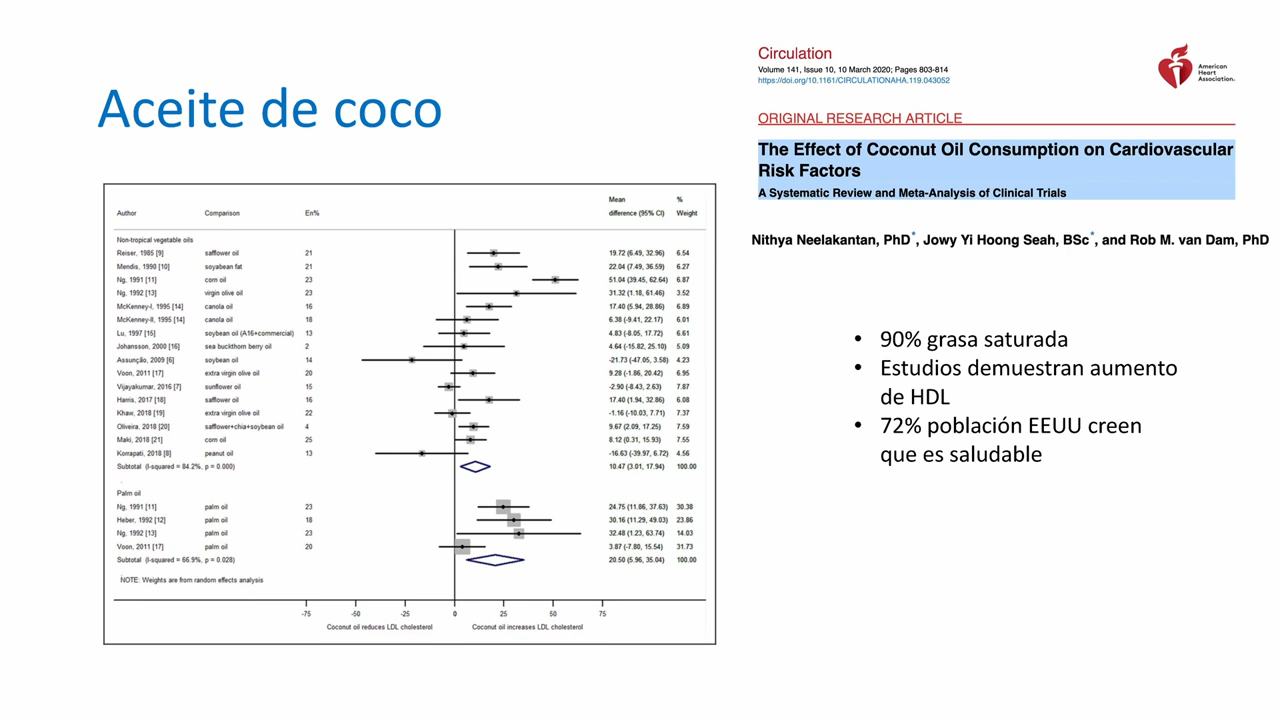 Aceite de coco
Circulation
Volume 141, Issue 10, 10 March 2020; Pages 803-814
https://doi.org/10.1161/CIRCULATIONAHA.119.043052
American
Heart
Association.
ORIGINAL RESEARCH ARTICLE
The Effect of Coconut Oil Consumption on Cardiovascular
Risk Factors
A Systematic Review and Meta-Analysis of Clinical Trials
Nithya Neelakantan, PhD*, Jowy Yi Hoong Seah, BSc*, and Rob M. van Dam, PhD
• 90% grasa saturada
• Estudios demuestran aumento
de HDL
• 72% población EEUU creen
que es saludable
Mean %
Author Comparison En% difference (95% CI) Weight
Non-tropical vegetable oils
Reiser, 1985 [9] safflower oil 21 19.72 (6.49, 32.96) 6.54
Mendis, 1990 [10] soyabean fat 21 22.04 (7.49, 36.59) 6.27
Ng, 1991 [11] corn oil 23 51.04 (39.45, 62.64) 6.87
Ng, 1992 [13] virgin olive oil 23 31.32 (1.18, 61.46) 3.52
McKenney-I, 1995 [14] canola oil 16 17.40 (5.94, 28.86) 6.89
McKenney-II, 1995 [14] canola oil 18 6.38 (-9.41, 22.17) 6.01
Lu, 1997 [15] soybean oil (A16+commercial) 13 4.83 (-8.05, 17.72) 6.61
Johansson, 2000 [16] sea buckthorn berry oil 2 4.64 (-15.82, 25.10) 5.09
Assunção, 2009 [6] soybean oil 14 -21.73 (-47.05, 3.58) 4.23
Voon, 2011 [17] extra virgin olive oil 20 9.28 (-1.86, 20.42) 6.95
Vijayakumar, 2016 [7] sunflower oil 15 -2.90 (-8.43, 2.63) 7.87
Harris, 2017 [18] safflower oil 16 17.40 (1.94, 32.86) 6.08
Khaw, 2018 [19] extra virgin olive oil 22 -1.16 (-10.03, 7.71) 7.37
Oliveira, 2018 [20] safflower+chia+soybean oil 4 9.67 (2.09, 17.25) 7.59
Maki, 2018 [21] corn oil 25 8.12 (0.31, 15.93) 7.55
Korrapati, 2018 [8] peanut oil 13 -16.63 (-39.97, 6.72) 4.56
Subtotal (I-squared = 84.2%, p = 0.000) 10.47 (3.01, 17.94) 100.00
Palm oil
Ng, 1991 [11] palm oil 23 24.75 (11.86, 37.63) 30.38
Heber, 1992 [12] palm oil 18 30.16 (11.29, 49.03) 23.86
Ng, 1992 [13] palm oil 23 32.48 (1.23, 63.74) 14.03
Voon, 2011 [17] palm oil 20 3.87 (-7.80, 15.54) 31.73
Subtotal (I-squared = 66.9%, p = 0.028) 20.50 (5.96, 35.04) 100.00
NOTE: Weights are from random effects analysis
-75 -50 -25 0 25 50 75
Coconut oil reduces LDL cholesterol Coconut oil increases LDL cholesterol